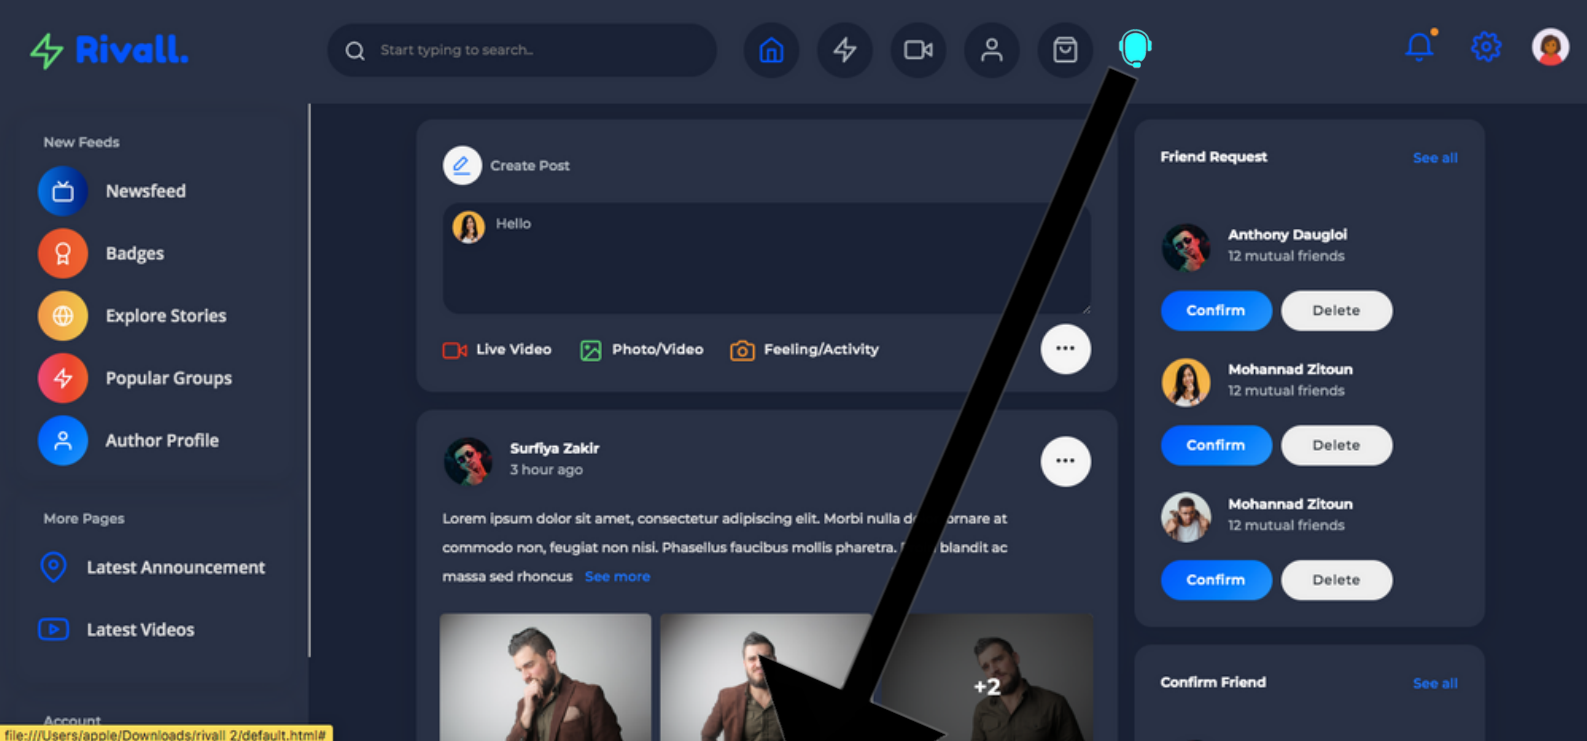 Rivall.
Start typing to search..
New Feeds
Newsfeed
Badges
Explore Stories
Popular Groups
Author Profile
More Pages
Latest Announcement
Latest Videos
Account
file:///Users/apple/Downloads/rivall 2/default.html#
Create Post
Hello
Live Video
Photo/Video
Feeling/Activity
Surfiya Zakir
3 hour ago
Lorem ipsum dolor sit amet, consectetur adipiscing elit. Morbi nulla ornare at
commodo non, feugiat non nisi. Phasellus faucibus mollis pharetra. blandit ac
massa sed rhoncus See more
+2
Friend Request
See all
Anthony Daugloi
12 mutual friends
Confirm
Delete
Mohannad Zitoun
12 mutual friends
Confirm
Delete
Mohannad Zitoun
12 mutual friends
Confirm
Delete
Confirm Friend
See all